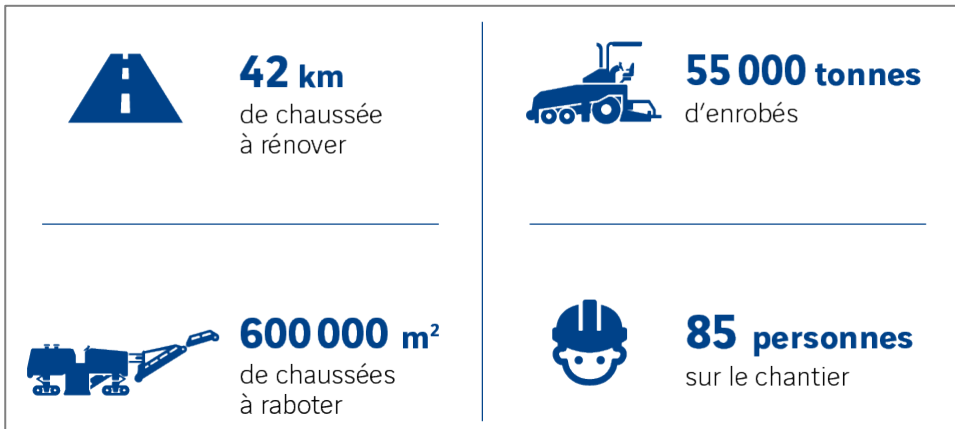 42 km
de chaussée
à rénover
55 000 tonnes
d'enrobés
600 000 m²
de chaussées
à raboter
85 personnes
sur le chantier